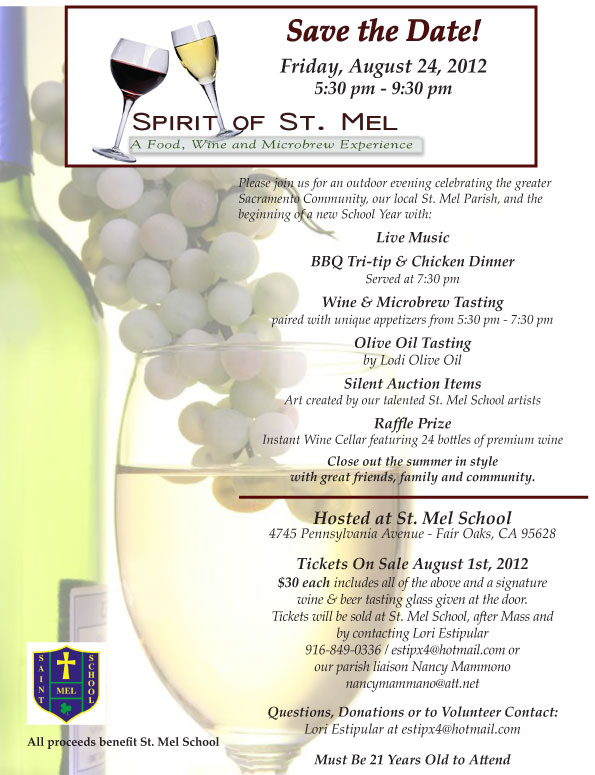 Save the Date!
Friday, August 24, 2012
5:30 pm - 9:30 pm
Spirit of St. Mel
A Food, Wine and Microbrew Experience
Please join us for an outdoor evening celebrating the greater
Sacramento Community, our local St. Mel Parish, and the
beginning of a new School Year with:
Live Music
BBQ Tri-tip & Chicken Dinner
Served at 7:30 pm
Wine & Microbrew Tasting
paired with unique appetizers from 5:30 pm - 7:30 pm
Olive Oil Tasting
by Lodi Olive Oil
Silent Auction Items
Art created by our talented St. Mel School artists
Raffle Prize
Instant Wine Cellar featuring 24 bottles of premium wine
Close out the summer in style
with great friends, family and community.
Hosted at St. Mel School
4745 Pennsylvania Avenue - Fair Oaks, CA 95628
Tickets On Sale August 1st, 2012
$30 each includes all of the above and a signature
wine & beer tasting glass given at the door.
Tickets will be sold at St. Mel School, after Mass and
by contacting Lori Estipular
916-849-0336 / estipx4@hotmail.com or
our parish liaison Nancy Mammono
nancymammano@att.net
Questions, Donations or to Volunteer Contact:
Lori Estipular at estipx4@hotmail.com
Must Be 21 Years Old to Attend
SAINT
MEL
SCHOOL
All proceeds benefit St. Mel School